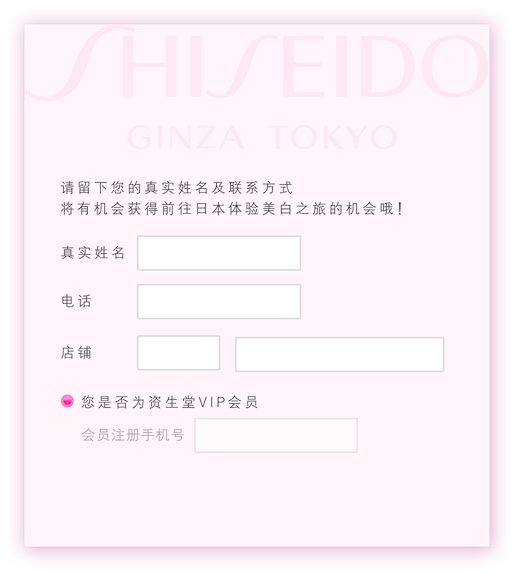 SHISEIDO
GINZA TOKYO
请留下您的真实姓名及联系方式
将有机会获得前往日本体验美白之旅的机会哦！
真实姓名
电话
店铺
您是否为资生堂VIP会员
会员注册手机号